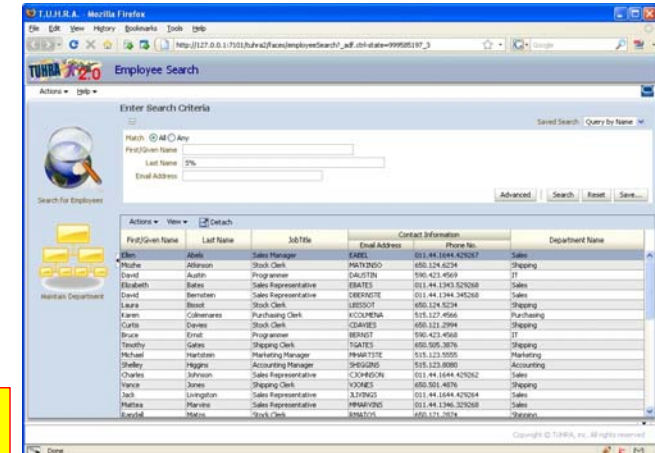 T.U.H.R.A. - Mozilla Firefox
File Edit View History Bookmarks Tools Help
http://127.0.0.1:7101/tuhra2/faces/employeeSearch?_adf.ctrl-state=999585197_3 Google
TUHRA 2.0 Employee Search
Actions Help
Enter Search Criteria
Saved Search Query by Name
Match All Any
First/Given Name
Last Name S%
Email Address
Advanced Search Reset Save...
Search for Employees
Maintain Department
Actions View Detach
First/Given Name Last Name JobTitle Contact Information Department Name
Email Address Phone No.
Ellen Abels Sales Manager EABEL 011.44.1644.429267 Sales
Mozhe Atkinson Stock Clerk MATKINSO 650.124.6234 Shipping
David Austin Programmer DAUSTIN 590.423.4569 IT
Elizabeth Bates Sales Representative EBATES 011.44.1343.529268 Sales
David Bernstein Sales Representative DBERNSTE 011.44.1344.345268 Sales
Laura Bissot Stock Clerk LBISSOT 650.124.5234 Shipping
Karen Colmenares Purchasing Clerk KCOLMENA 515.127.4566 Purchasing
Curtis Davies Stock Clerk CDAVIES 650.121.2994 Shipping
Bruce Ernst Programmer BERNST 590.423.4568 IT
Timothy Gates Shipping Clerk TGATES 650.505.3876 Shipping
Michael Hartstein Marketing Manager MHARTSTE 515.123.5555 Marketing
Shelley Higgins Accounting Manager SHIGGINS 515.123.8080 Accounting
Charles Johnson Sales Representative CJOHNSON 011.44.1644.429262 Sales
Vance Jones Shipping Clerk VJONES 650.501.4876 Shipping
Jack Livingston Sales Representative JLIVINGS 011.44.1644.429264 Sales
Mattea Marvins Sales Representative MMARVINS 011.44.1346.329268 Sales
Randall Matos Stock Clerk RMATOS 650.121.2874 Shipping
Copyright © TUHRA, Inc. All rights reserved
Done